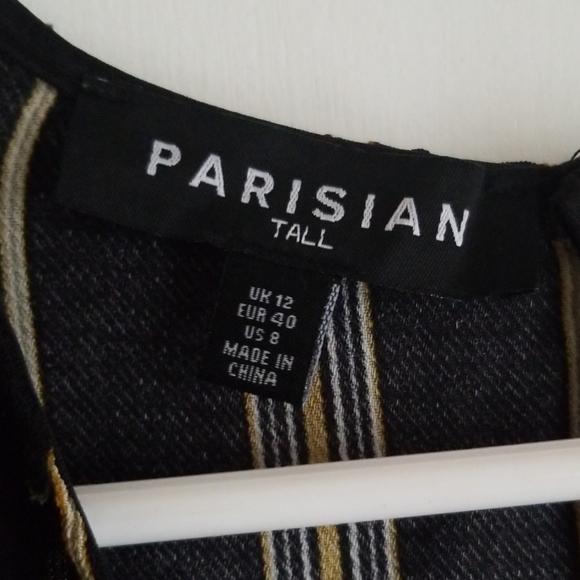 PARISIAN
TALL
UK 12
EUR 40
US 8
MADE IN
CHINA